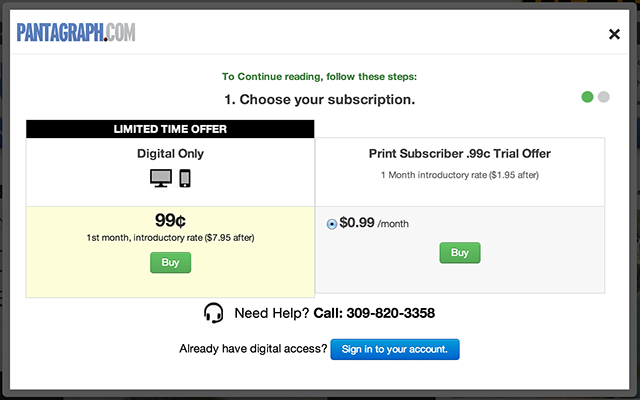 PANTAGRAPH.COM
To Continue reading, follow these steps:
1. Choose your subscription.
LIMITED TIME OFFER
Digital Only
99¢
1st month, introductory rate ($7.95 after)
Buy
Print Subscriber .99c Trial Offer
1 Month introductory rate ($1.95 after)
$0.99 /month
Buy
Need Help? Call: 309-820-3358
Already have digital access? Sign in to your account.